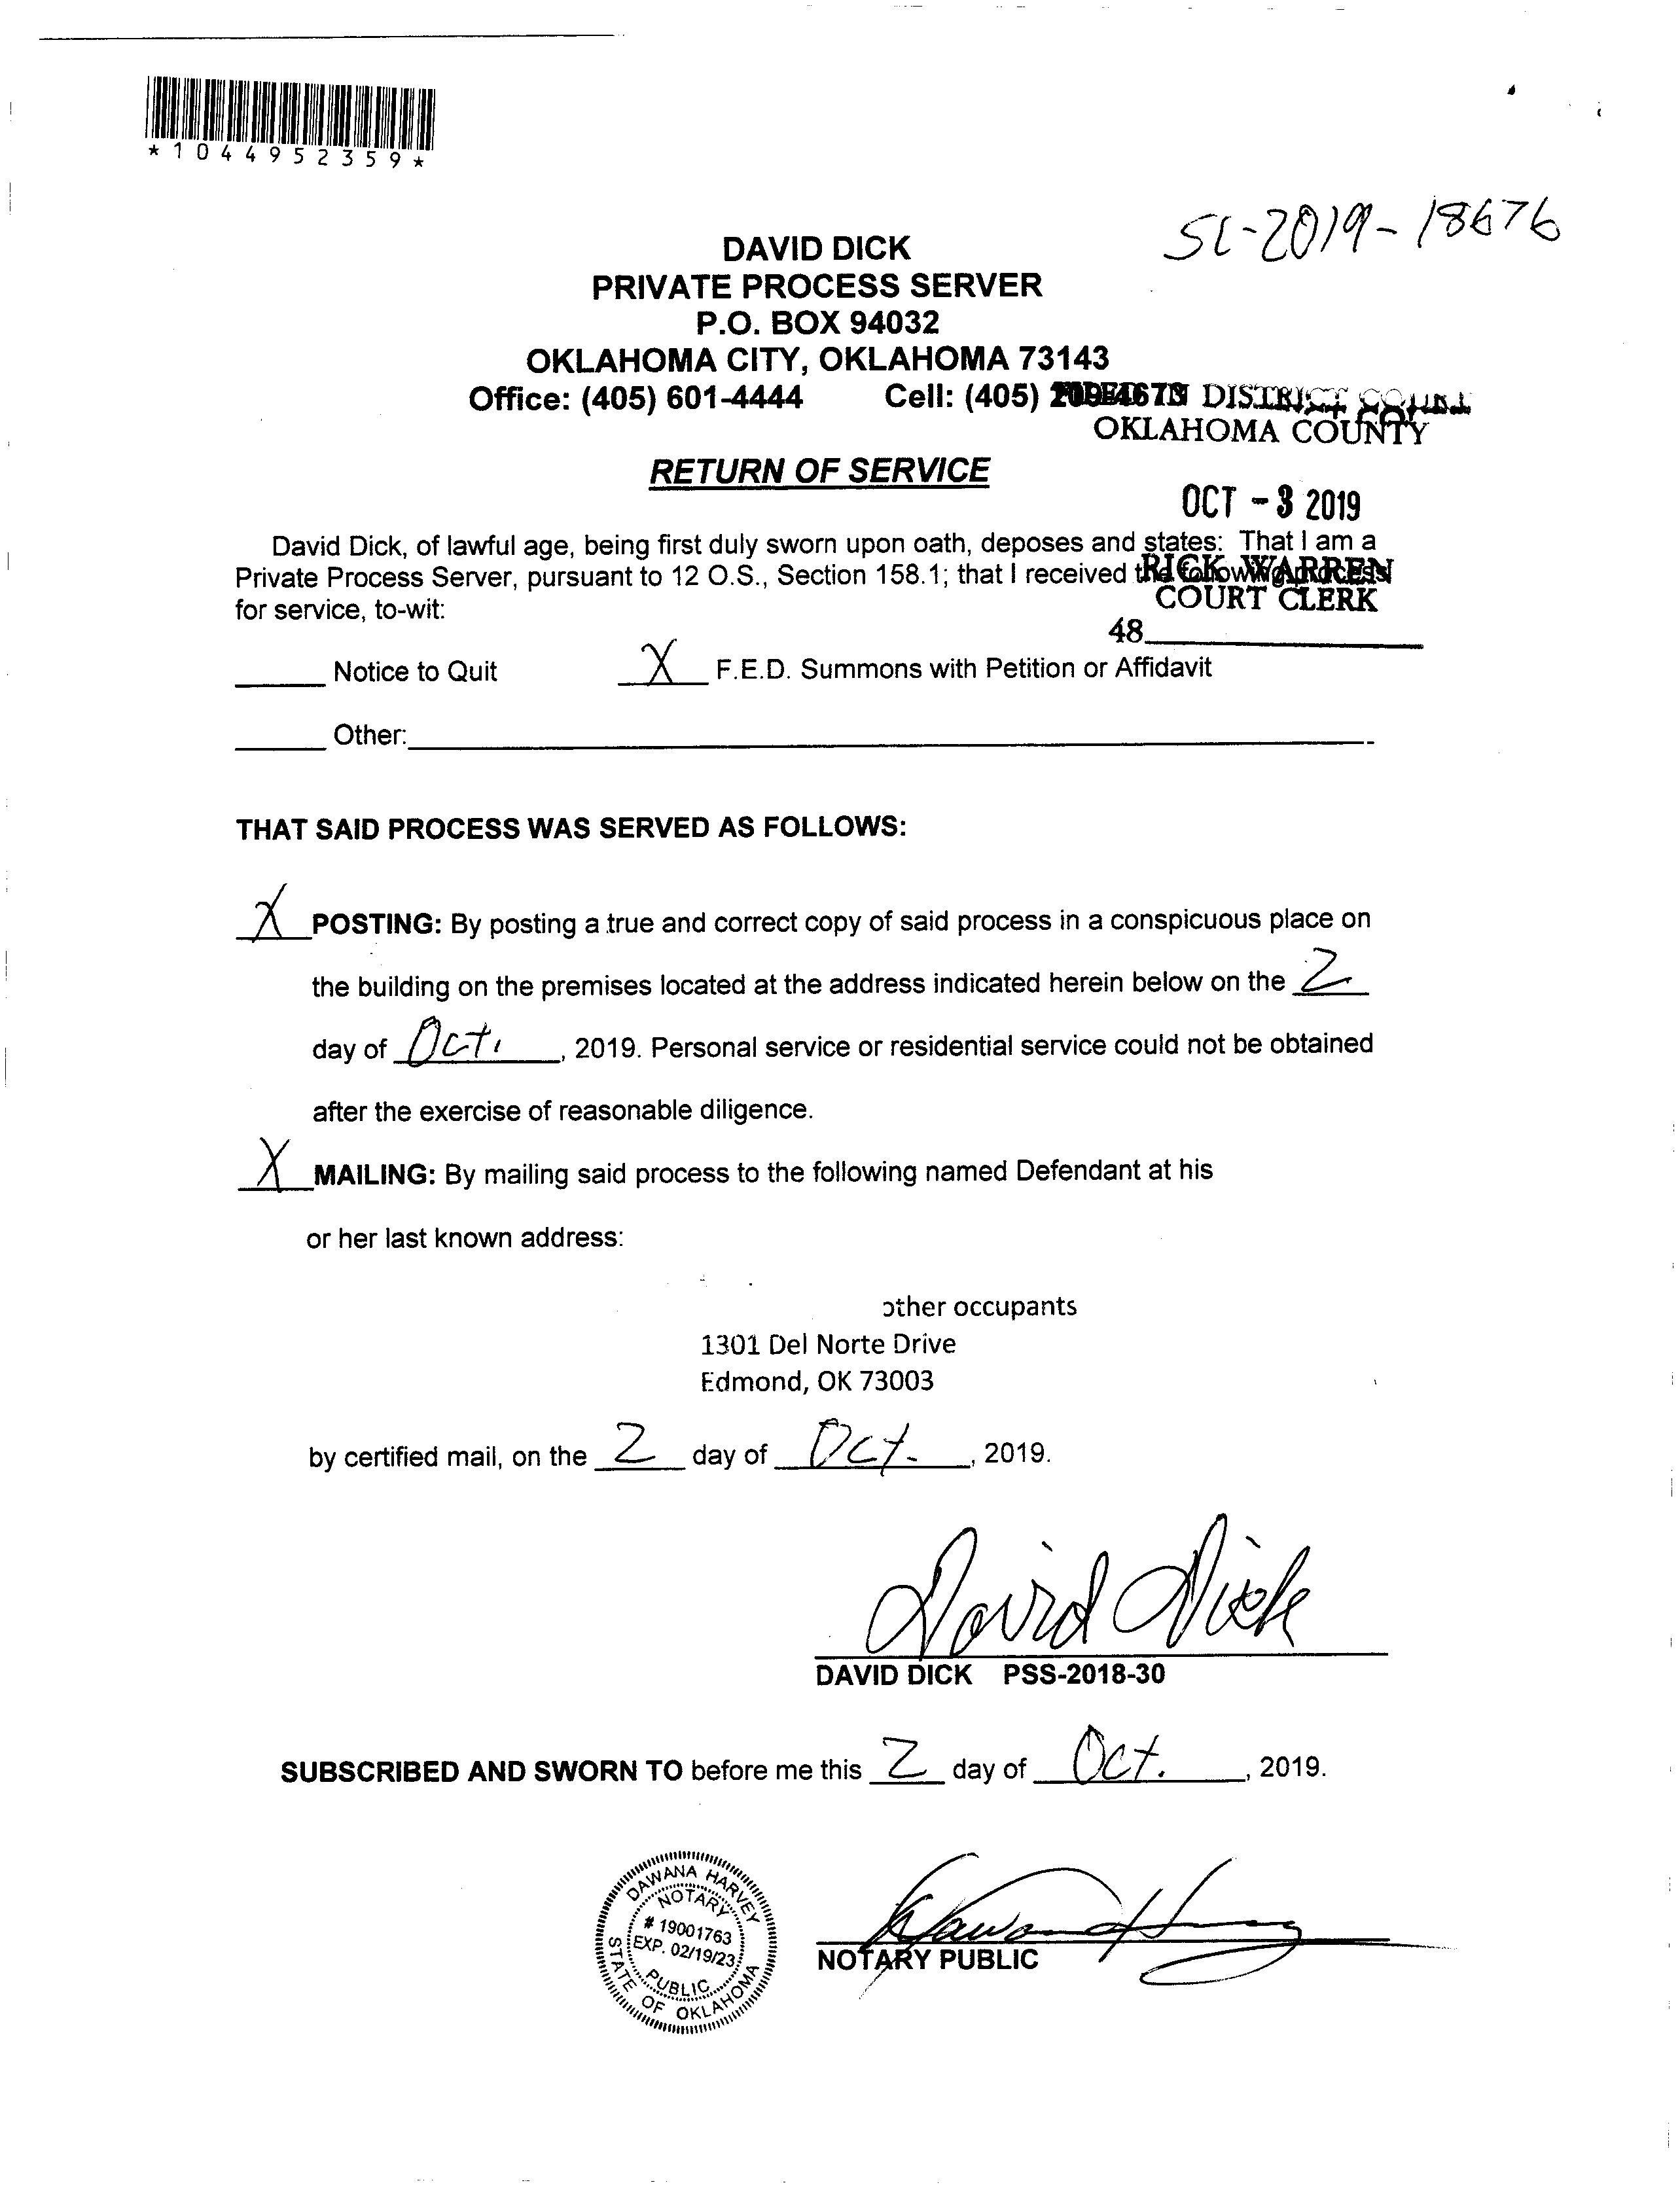 *1044952359*
SC-2019-18676
DAVID DICK
PRIVATE PROCESS SERVER
P.O. BOX 94032
OKLAHOMA CITY, OKLAHOMA 73143
Office: (405) 601-4444 Cell: (405)
DISTRICT COURT
OKLAHOMA COUNTY
RETURN OF SERVICE
OCT - 3 2019
David Dick, of lawful age, being first duly sworn upon oath, deposes and states: That I am a
Private Process Server, pursuant to 12 O.S., Section 158.1; that I received the following process
RICK WARREN
for service, to-wit:
COURT CLERK
48
Notice to Quit X F.E.D. Summons with Petition or Affidavit
Other:
THAT SAID PROCESS WAS SERVED AS FOLLOWS:
X POSTING: By posting a true and correct copy of said process in a conspicuous place on
the building on the premises located at the address indicated herein below on the 2
day of Oct., 2019. Personal service or residential service could not be obtained
after the exercise of reasonable diligence.
X MAILING: By mailing said process to the following named Defendant at his
or her last known address:
other occupants
1301 Del Norte Drive
Edmond, OK 73003
by certified mail, on the 2 day of Oct., 2019.
David Dick
DAVID DICK PSS-2018-30
SUBSCRIBED AND SWORN TO before me this 2 day of Oct., 2019.
DAWANA HARVEY
NOTARY
# 19001763
EXP. 02/19/23
PUBLIC
STATE OF OKLAHOMA
NOTARY PUBLIC